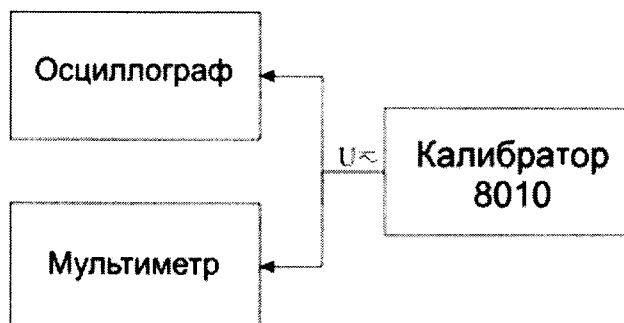 Осциллограф
U≂
Калибратор
8010
Мультиметр